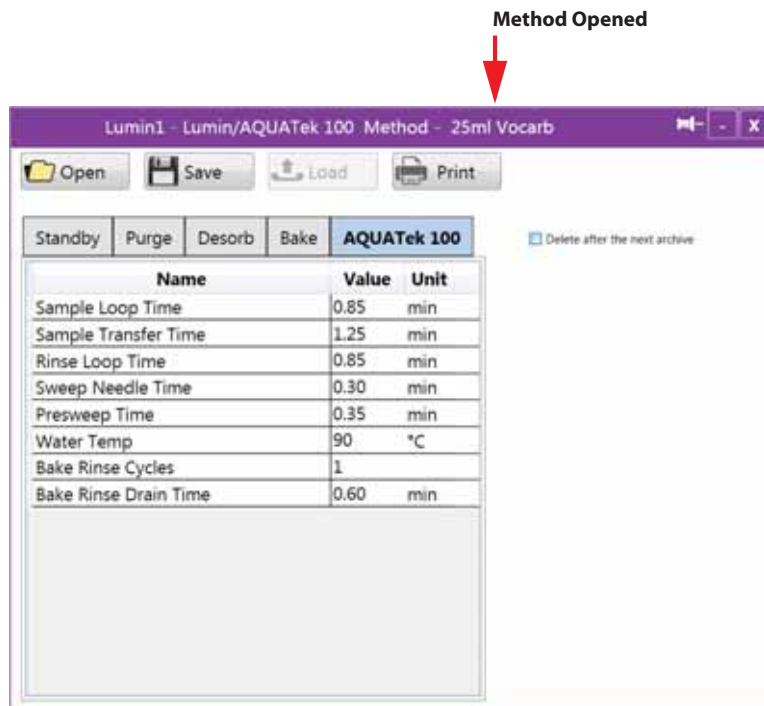 Method Opened
Lumin1 - Lumin/AQUATek 100 Method - 25ml Vocarb - x
Open Save Load Print
Standby Purge Desorb Bake AQUATek 100 Delete after the next archive
Name Value Unit
Sample Loop Time 0.85 min
Sample Transfer Time 1.25 min
Rinse Loop Time 0.85 min
Sweep Needle Time 0.30 min
Presweep Time 0.35 min
Water Temp 90 °C
Bake Rinse Cycles 1
Bake Rinse Drain Time 0.60 min